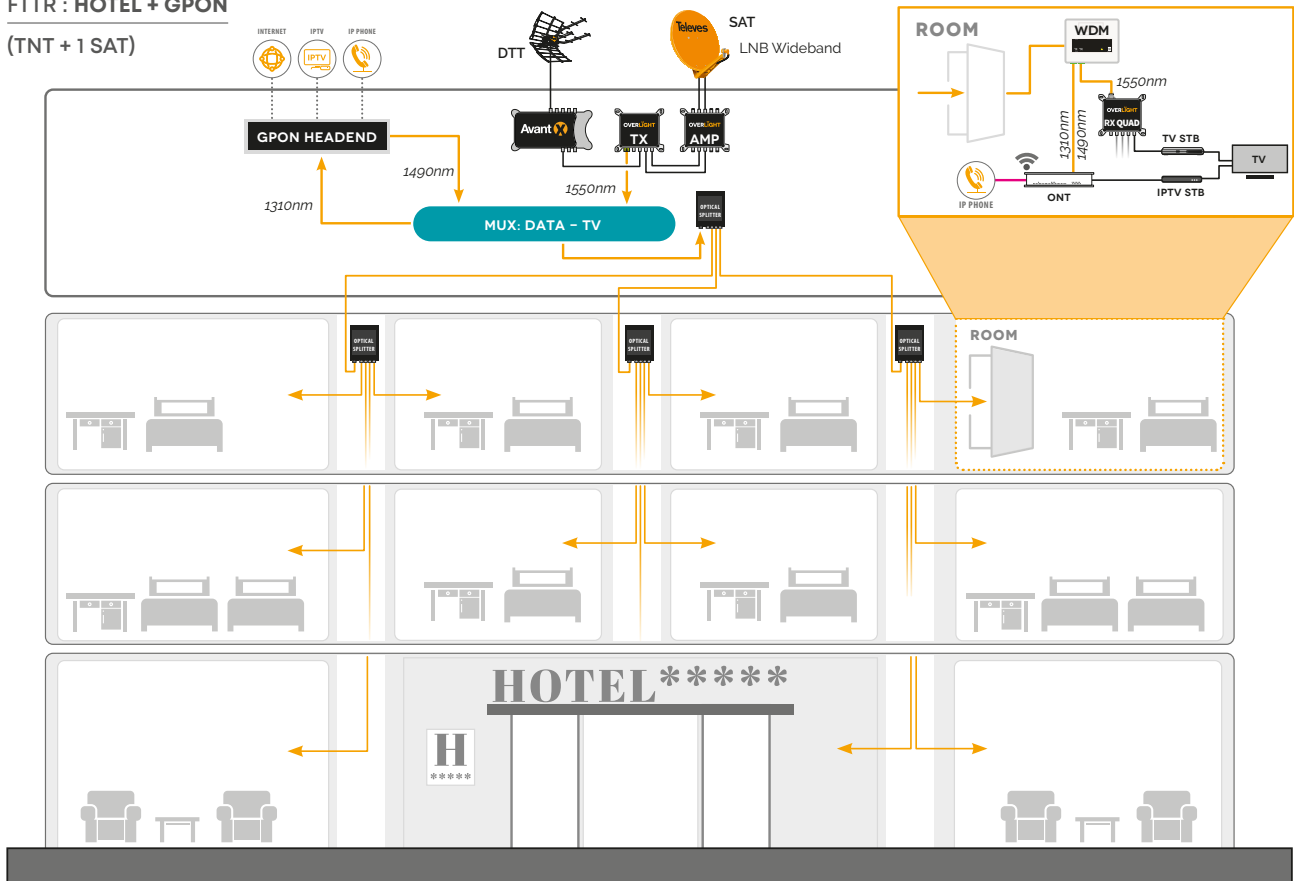 FTTR : HOTEL + GPON
(TNT + 1 SAT)
INTERNET
IPTV
IP PHONE
IPTV
DTT
Televes
SAT
LNB Wideband
GPON HEADEND
Avant X
OVERLIGHT
TX
OVERLIGHT
AMP
1490nm
1310nm
1550nm
MUX: DATA – TV
OPTICAL
SPLITTER
ROOM
WDM
1550nm
OVERLIGHT
RX QUAD
1310nm
1490nm
TV STB
TV
IP PHONE
ONT
IPTV STB
OPTICAL
SPLITTER
OPTICAL
SPLITTER
OPTICAL
SPLITTER
ROOM
HOTEL*****
H
*****